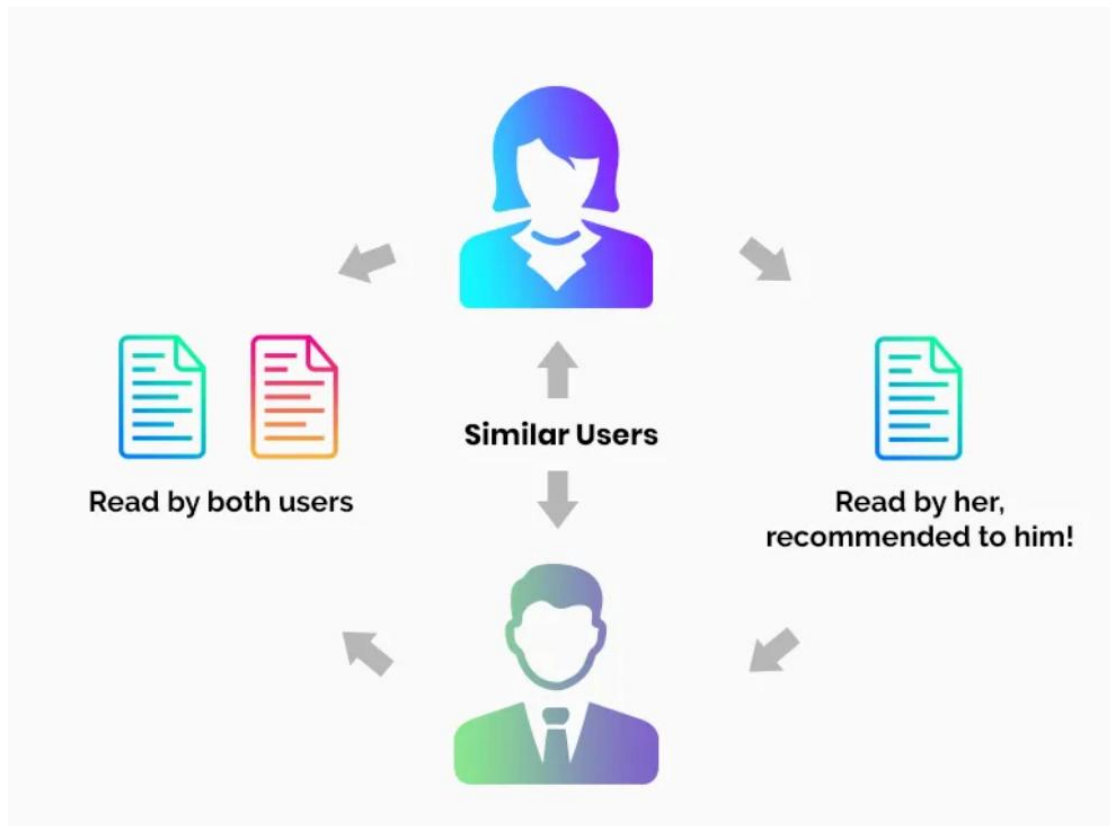 Similar Users
Read by both users
Read by her,
recommended to him!